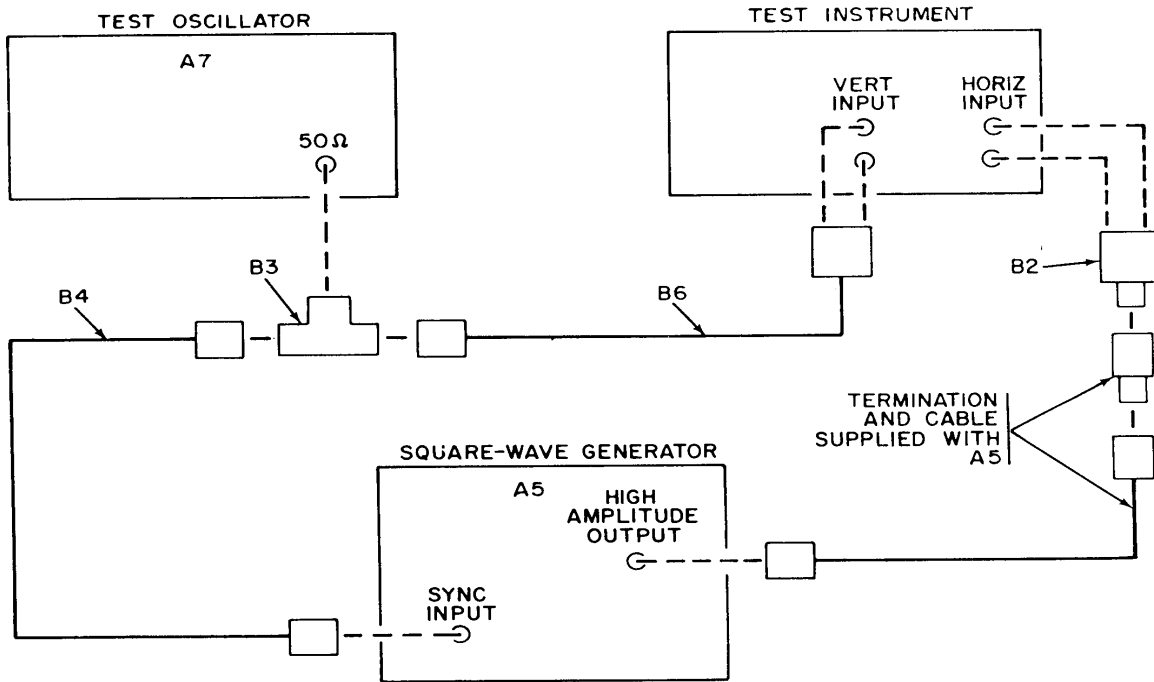 TEST OSCILLATOR
A7
50Ω
TEST INSTRUMENT
VERT
INPUT
HORIZ
INPUT
B4
B3
B6
B2
TERMINATION
AND CABLE
SUPPLIED WITH
A5
SQUARE-WAVE GENERATOR
A5
HIGH
AMPLITUDE
OUTPUT
SYNC
INPUT